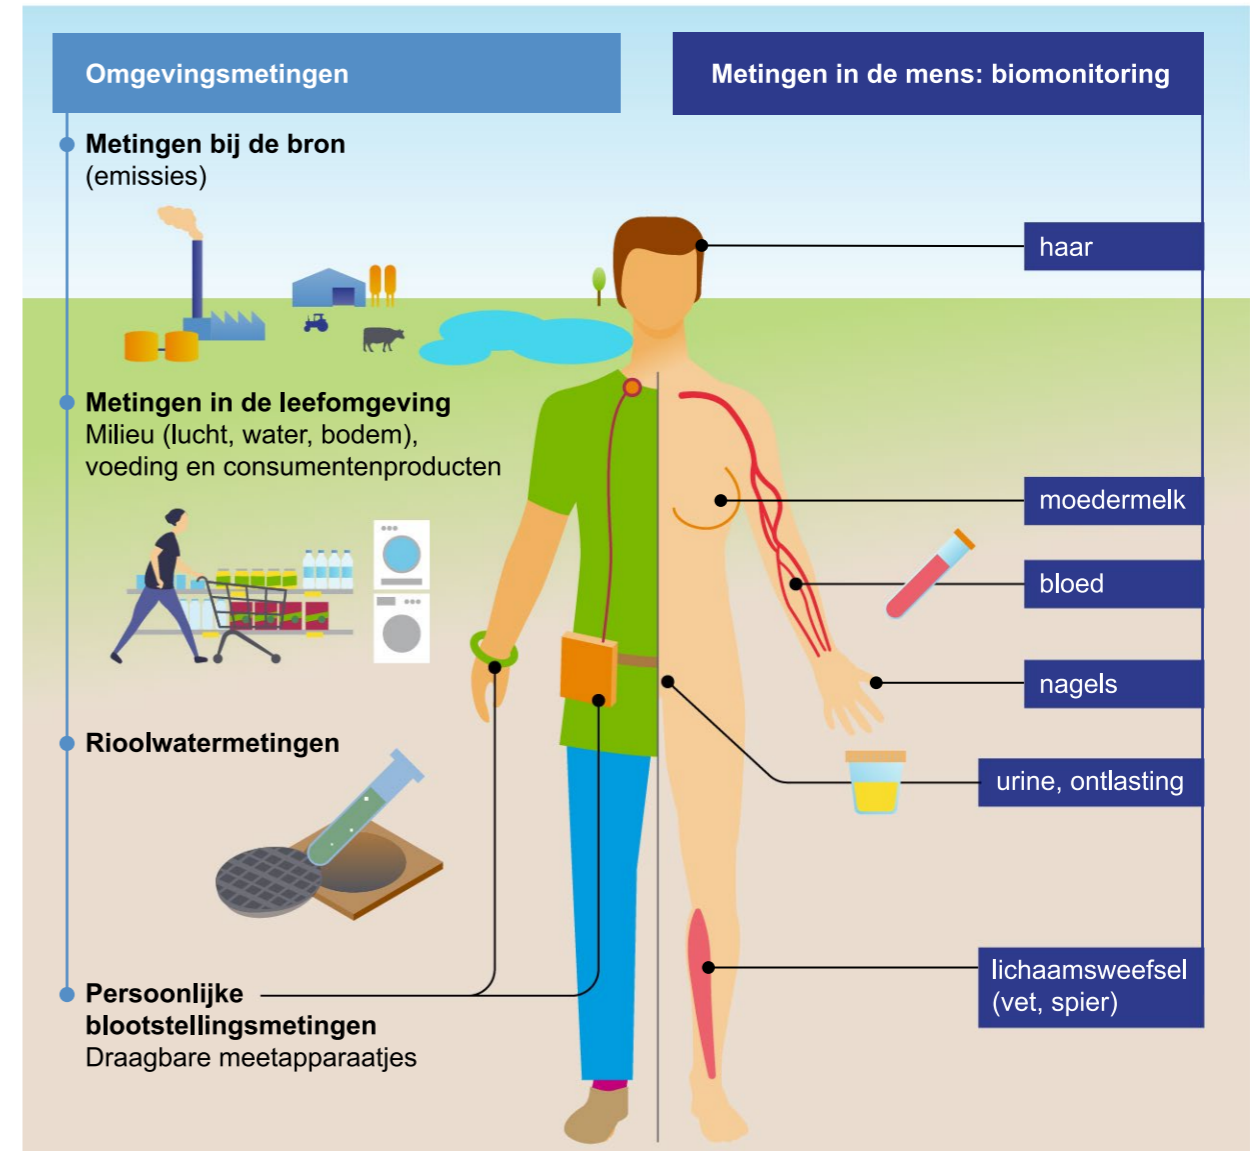 Omgevingsmetingen
Metingen bij de bron
(emissies)
Metingen in de leefomgeving
Milieu (lucht, water, bodem),
voeding en consumentenproducten
Rioolwatermetingen
Persoonlijke
blootstellingsmetingen
Draagbare meetapparaatjes
Metingen in de mens: biomonitoring
haar
moedermelk
bloed
nagels
urine, ontlasting
lichaamsweefsel
(vet, spier)